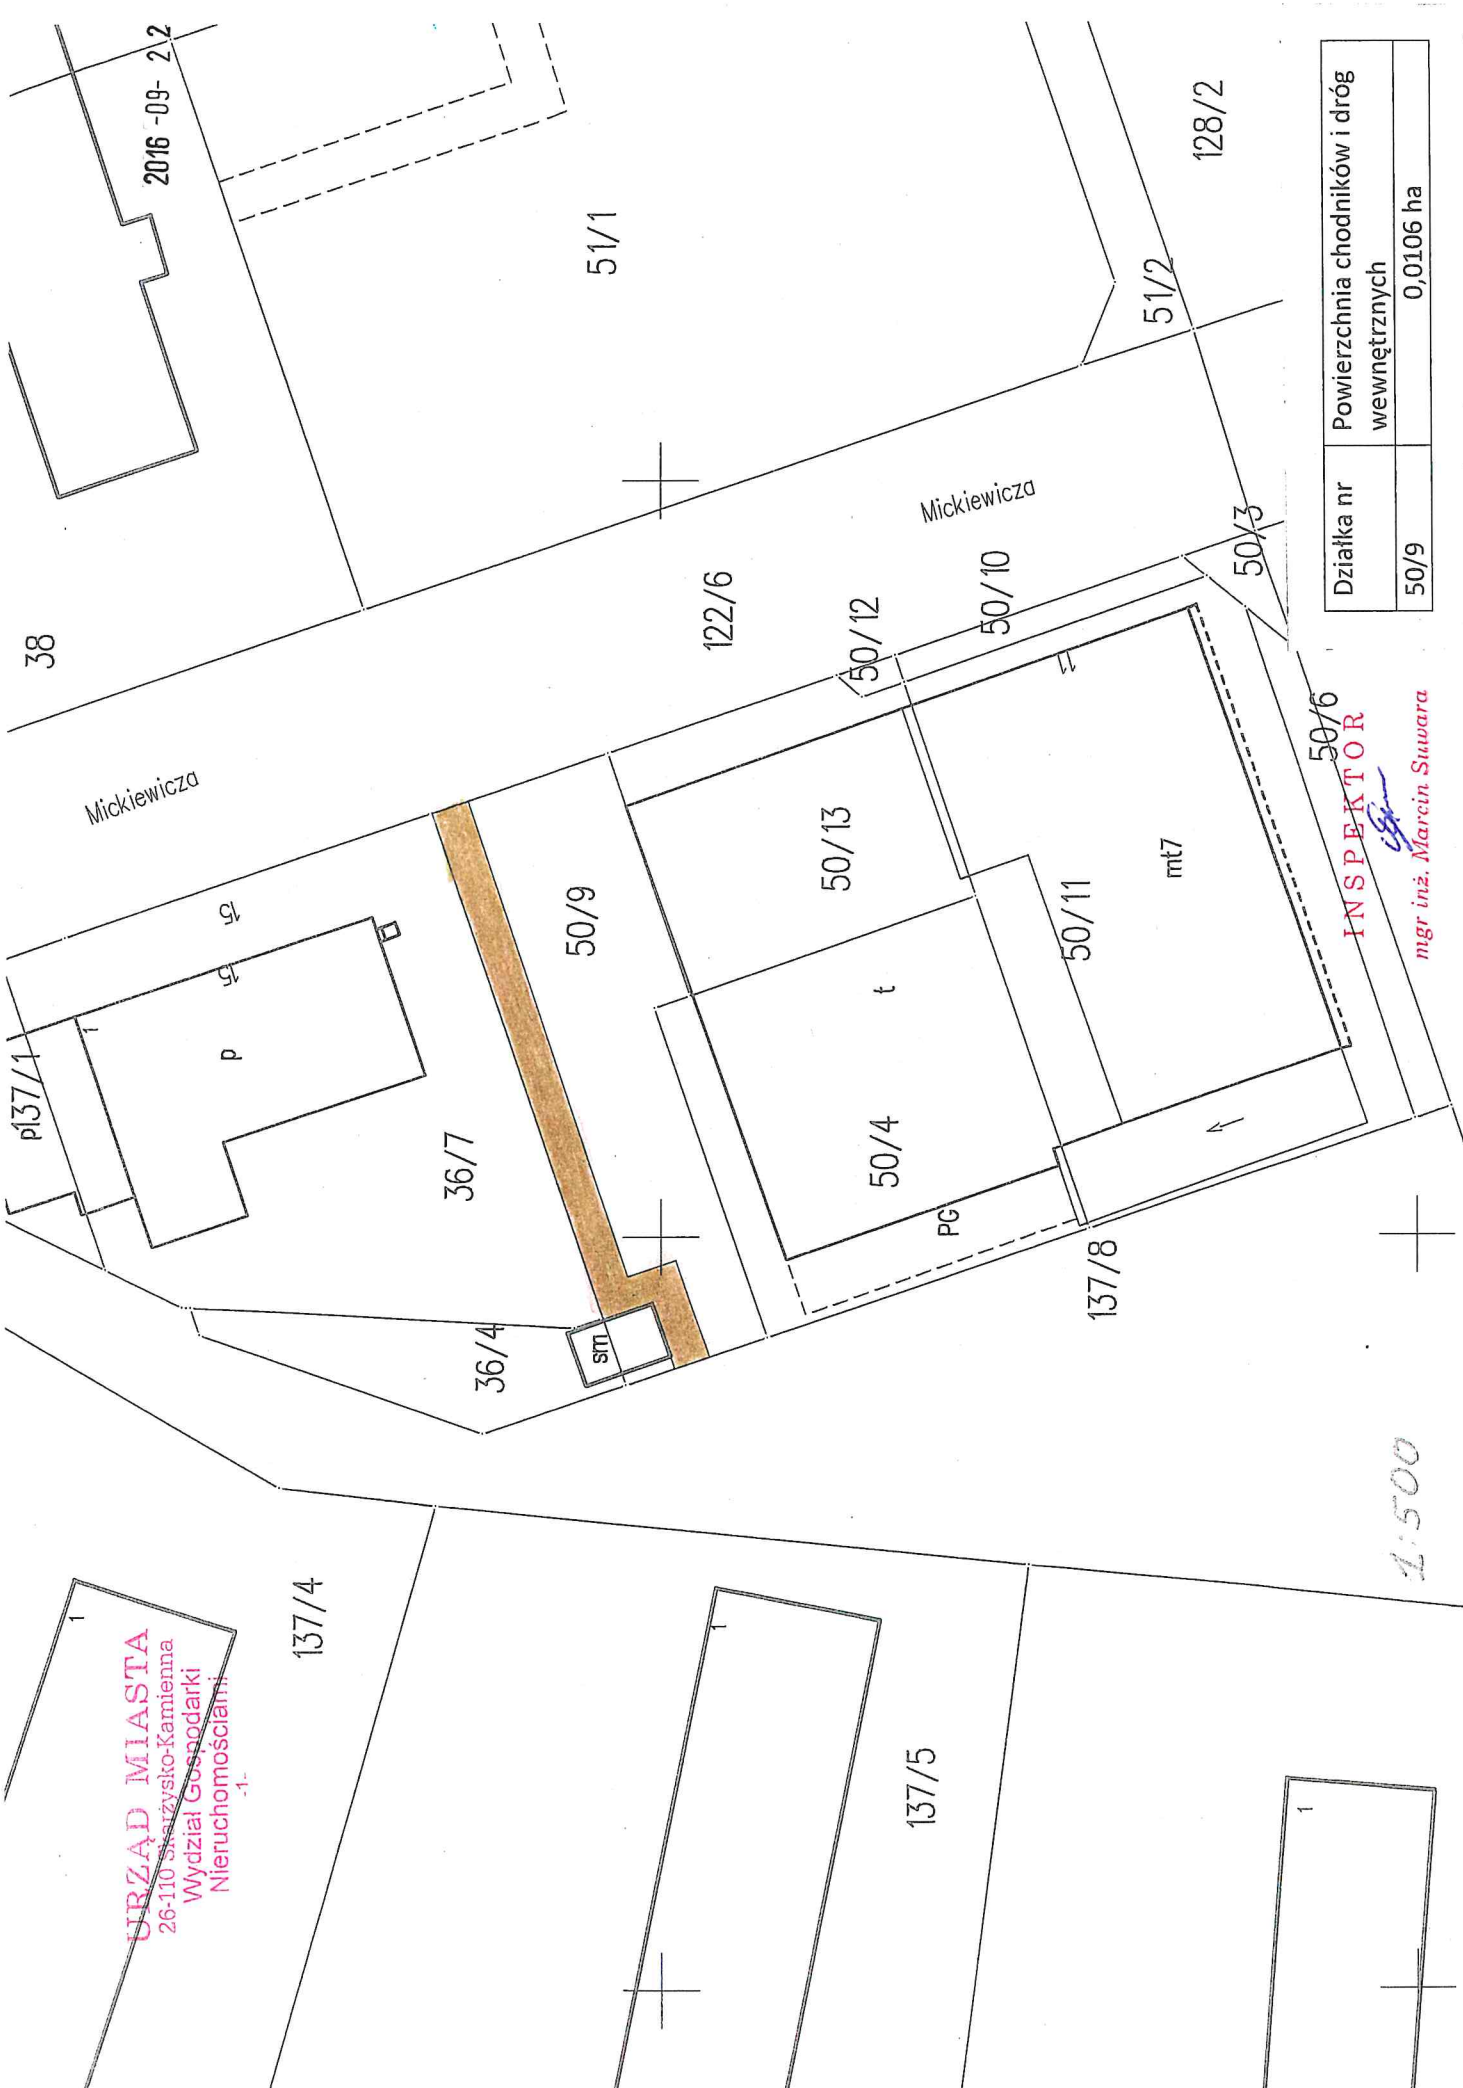 URZĄD MIASTA
26-110 Skarżysko-Kamienna
Wydział Gospodarki
Nieruchomościami
-1-
2016 -09- 22
38
Mickiewicza
p137/1
15
15
1
p
36/7
36/4
sm
137/4
1
51/1
122/6
50/9
50/12
50/13
50/10
Mickiewicza
t
50/4
PG
50/11
11
mt7
137/8
137/5
1
1
51/2
128/2
50/3
50/6
INSPEKTOR
mgr inż. Marcin Suwara
1:500
Działka nr
Powierzchnia chodników i dróg
wewnętrznych
50/9
0,0106 ha